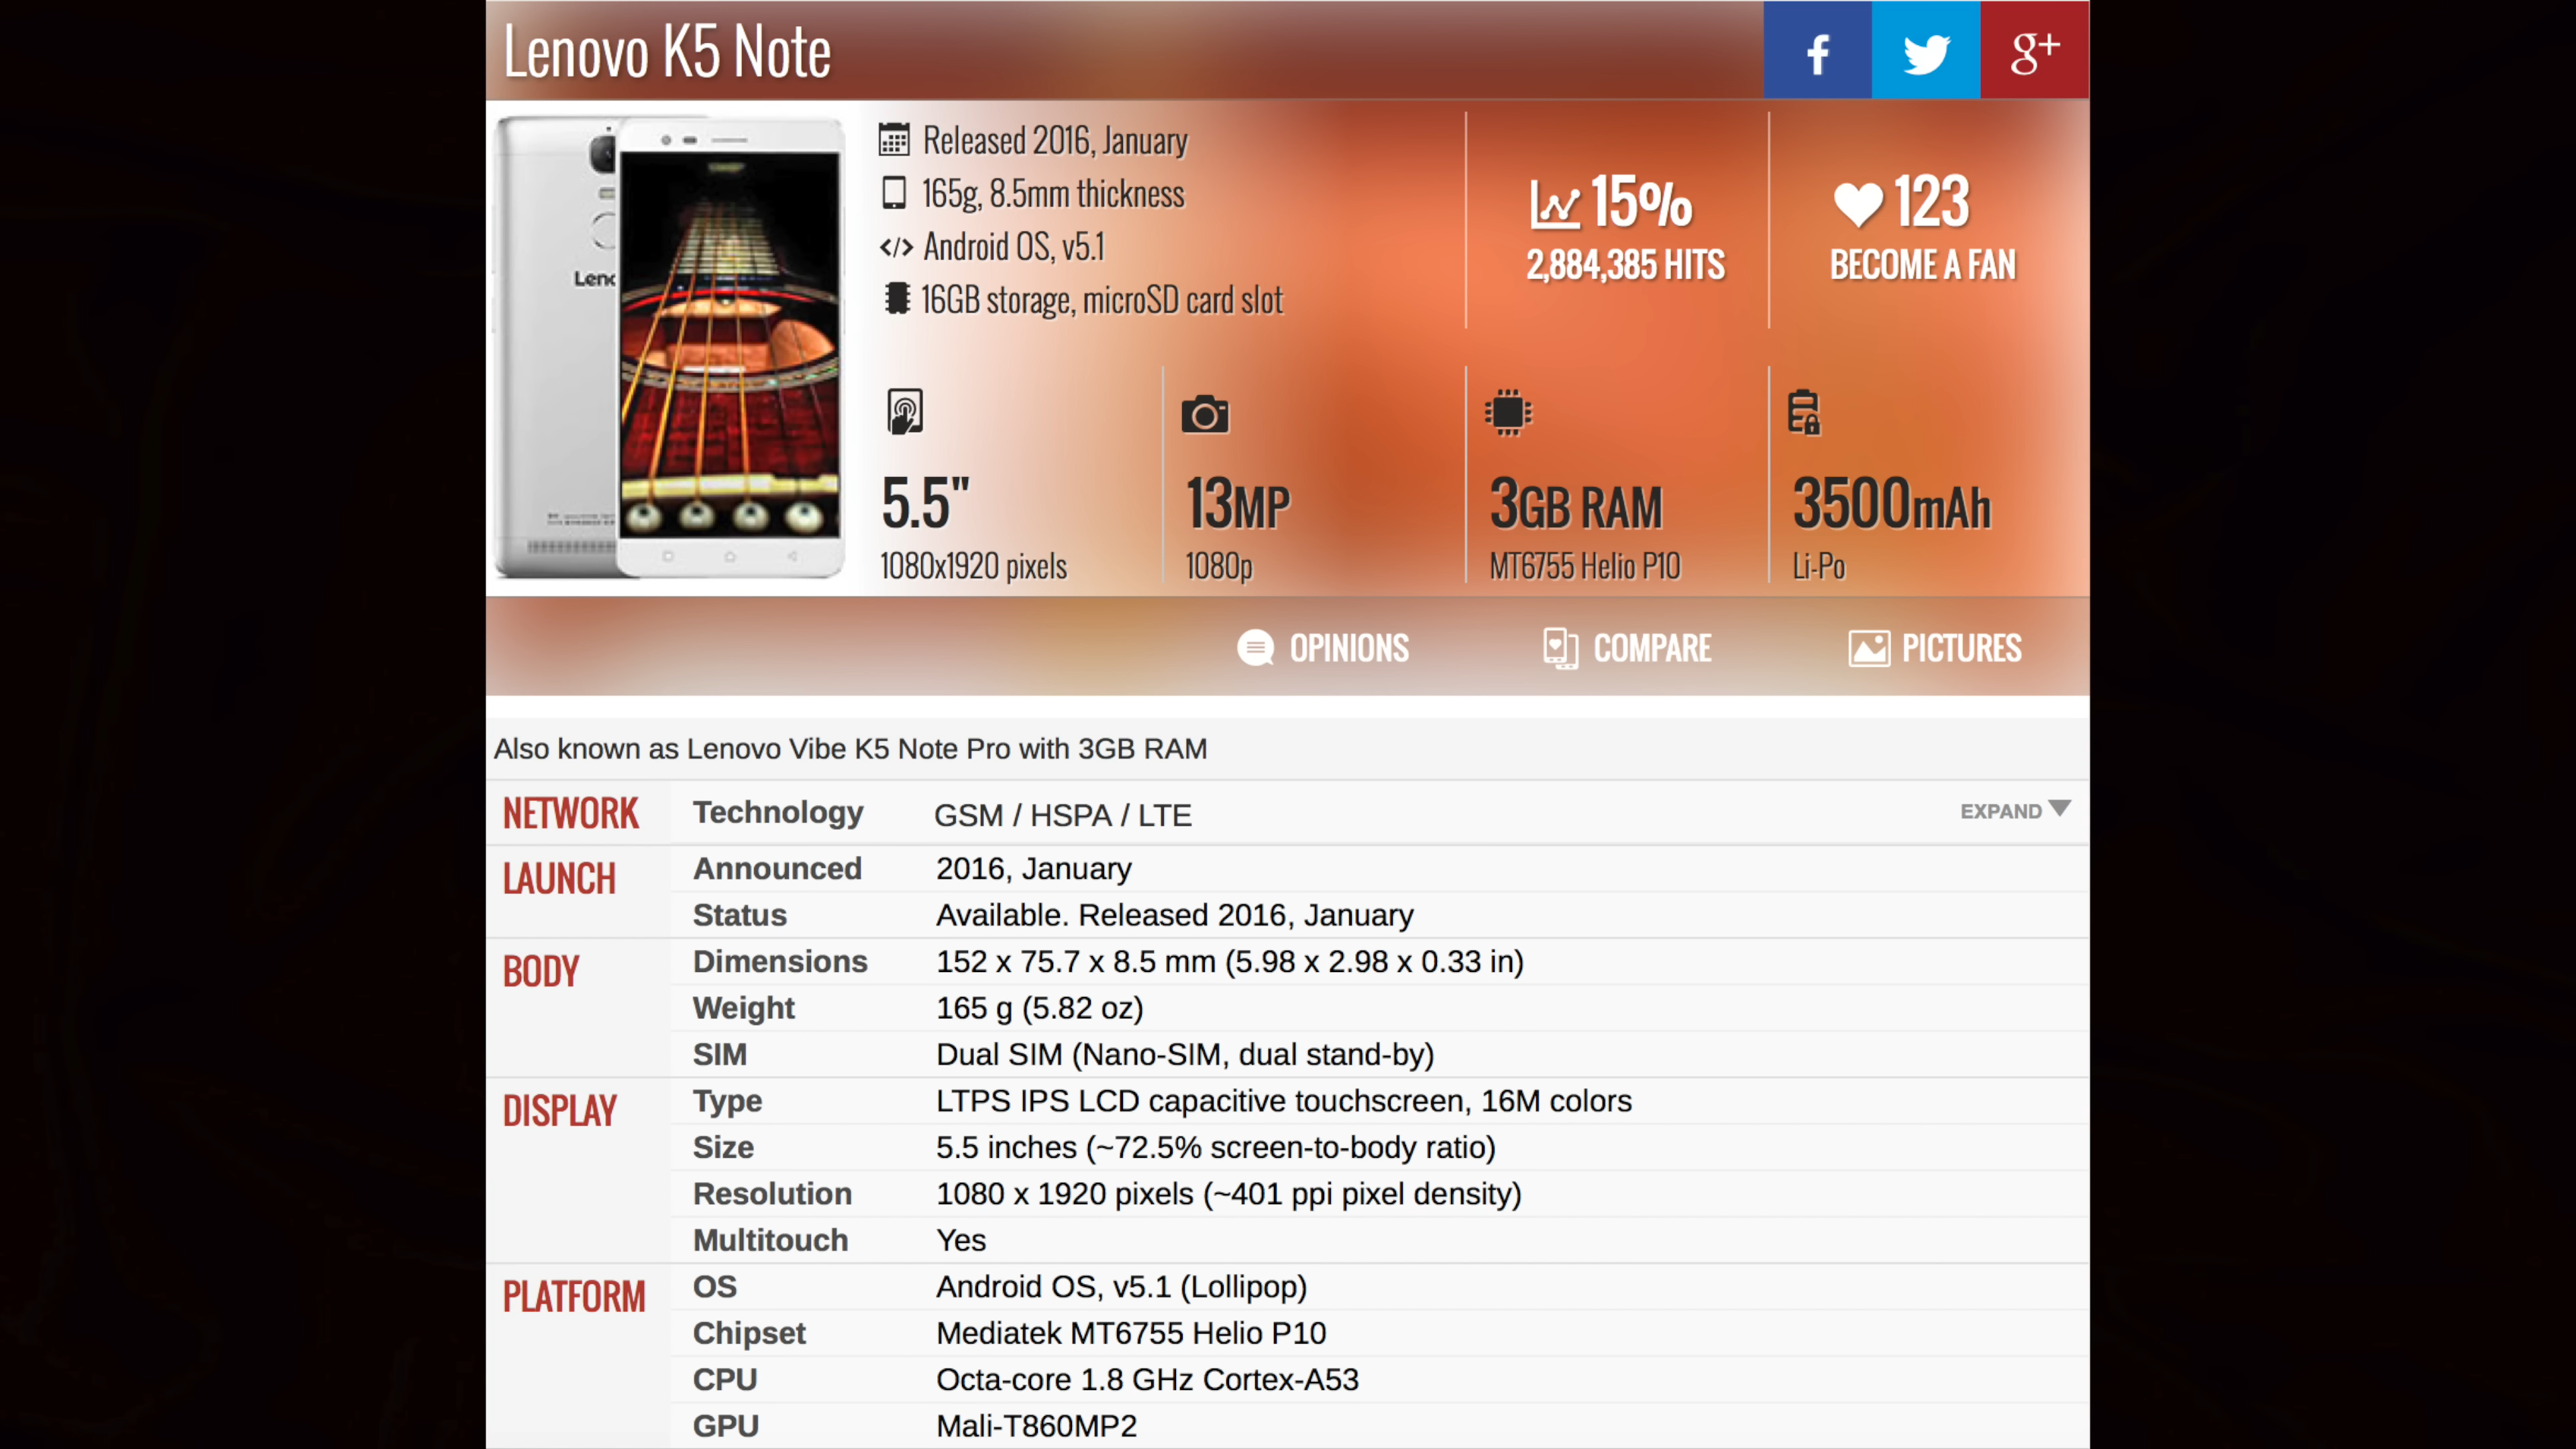 Lenovo K5 Note
f
g+
Released 2016, January
165g, 8.5mm thickness
Android OS, v5.1
16GB storage, microSD card slot
15%
2,884,385 HITS
123
BECOME A FAN
Leno
5.5"
1080x1920 pixels
13MP
1080p
3GB RAM
MT6755 Helio P10
3500mAh
Li-Po
OPINIONS
COMPARE
PICTURES
Also known as Lenovo Vibe K5 Note Pro with 3GB RAM
NETWORK Technology GSM / HSPA / LTE EXPAND
LAUNCH Announced 2016, January
Status Available. Released 2016, January
BODY Dimensions 152 x 75.7 x 8.5 mm (5.98 x 2.98 x 0.33 in)
Weight 165 g (5.82 oz)
SIM Dual SIM (Nano-SIM, dual stand-by)
DISPLAY Type LTPS IPS LCD capacitive touchscreen, 16M colors
Size 5.5 inches (~72.5% screen-to-body ratio)
Resolution 1080 x 1920 pixels (~401 ppi pixel density)
Multitouch Yes
PLATFORM OS Android OS, v5.1 (Lollipop)
Chipset Mediatek MT6755 Helio P10
CPU Octa-core 1.8 GHz Cortex-A53
GPU Mali-T860MP2